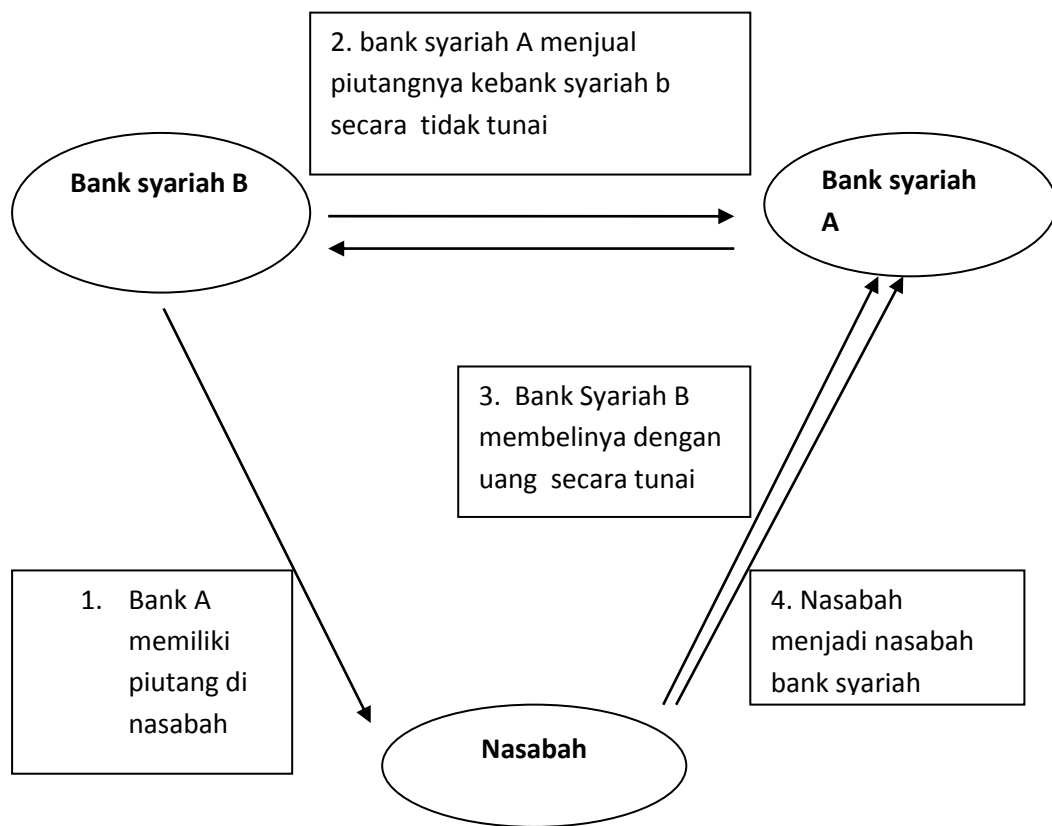 2. bank syariah A menjual
piutangnya kebank syariah b
secara  tidak tunai
Bank syariah B
Bank syariah
A
3.  Bank Syariah B
membelinya dengan
uang  secara tunai
1. Bank A
memiliki
piutang di
nasabah
4. Nasabah
menjadi nasabah
bank syariah
Nasabah